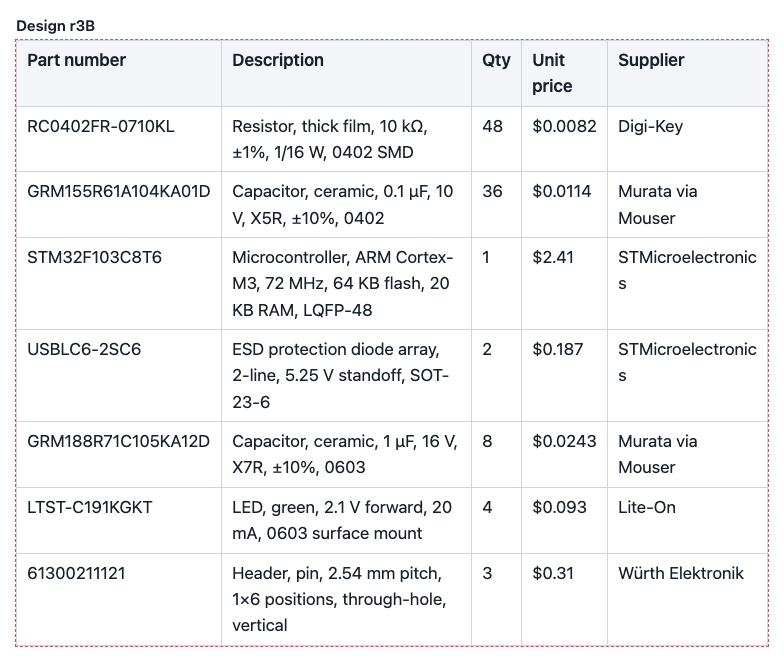 Design r3B
Part number Description Qty Unit price Supplier
RC0402FR-0710KL Resistor, thick film, 10 kΩ, ±1%, 1/16 W, 0402 SMD 48 $0.0082 Digi-Key
GRM155R61A104KA01D Capacitor, ceramic, 0.1 µF, 10 V, X5R, ±10%, 0402 36 $0.0114 Murata via Mouser
STM32F103C8T6 Microcontroller, ARM Cortex-M3, 72 MHz, 64 KB flash, 20 KB RAM, LQFP-48 1 $2.41 STMicroelectronics
USBLC6-2SC6 ESD protection diode array, 2-line, 5.25 V standoff, SOT-23-6 2 $0.187 STMicroelectronics
GRM188R71C105KA12D Capacitor, ceramic, 1 µF, 16 V, X7R, ±10%, 0603 8 $0.0243 Murata via Mouser
LTST-C191KGKT LED, green, 2.1 V forward, 20 mA, 0603 surface mount 4 $0.093 Lite-On
61300211121 Header, pin, 2.54 mm pitch, 1×6 positions, through-hole, vertical 3 $0.31 Würth Elektronik